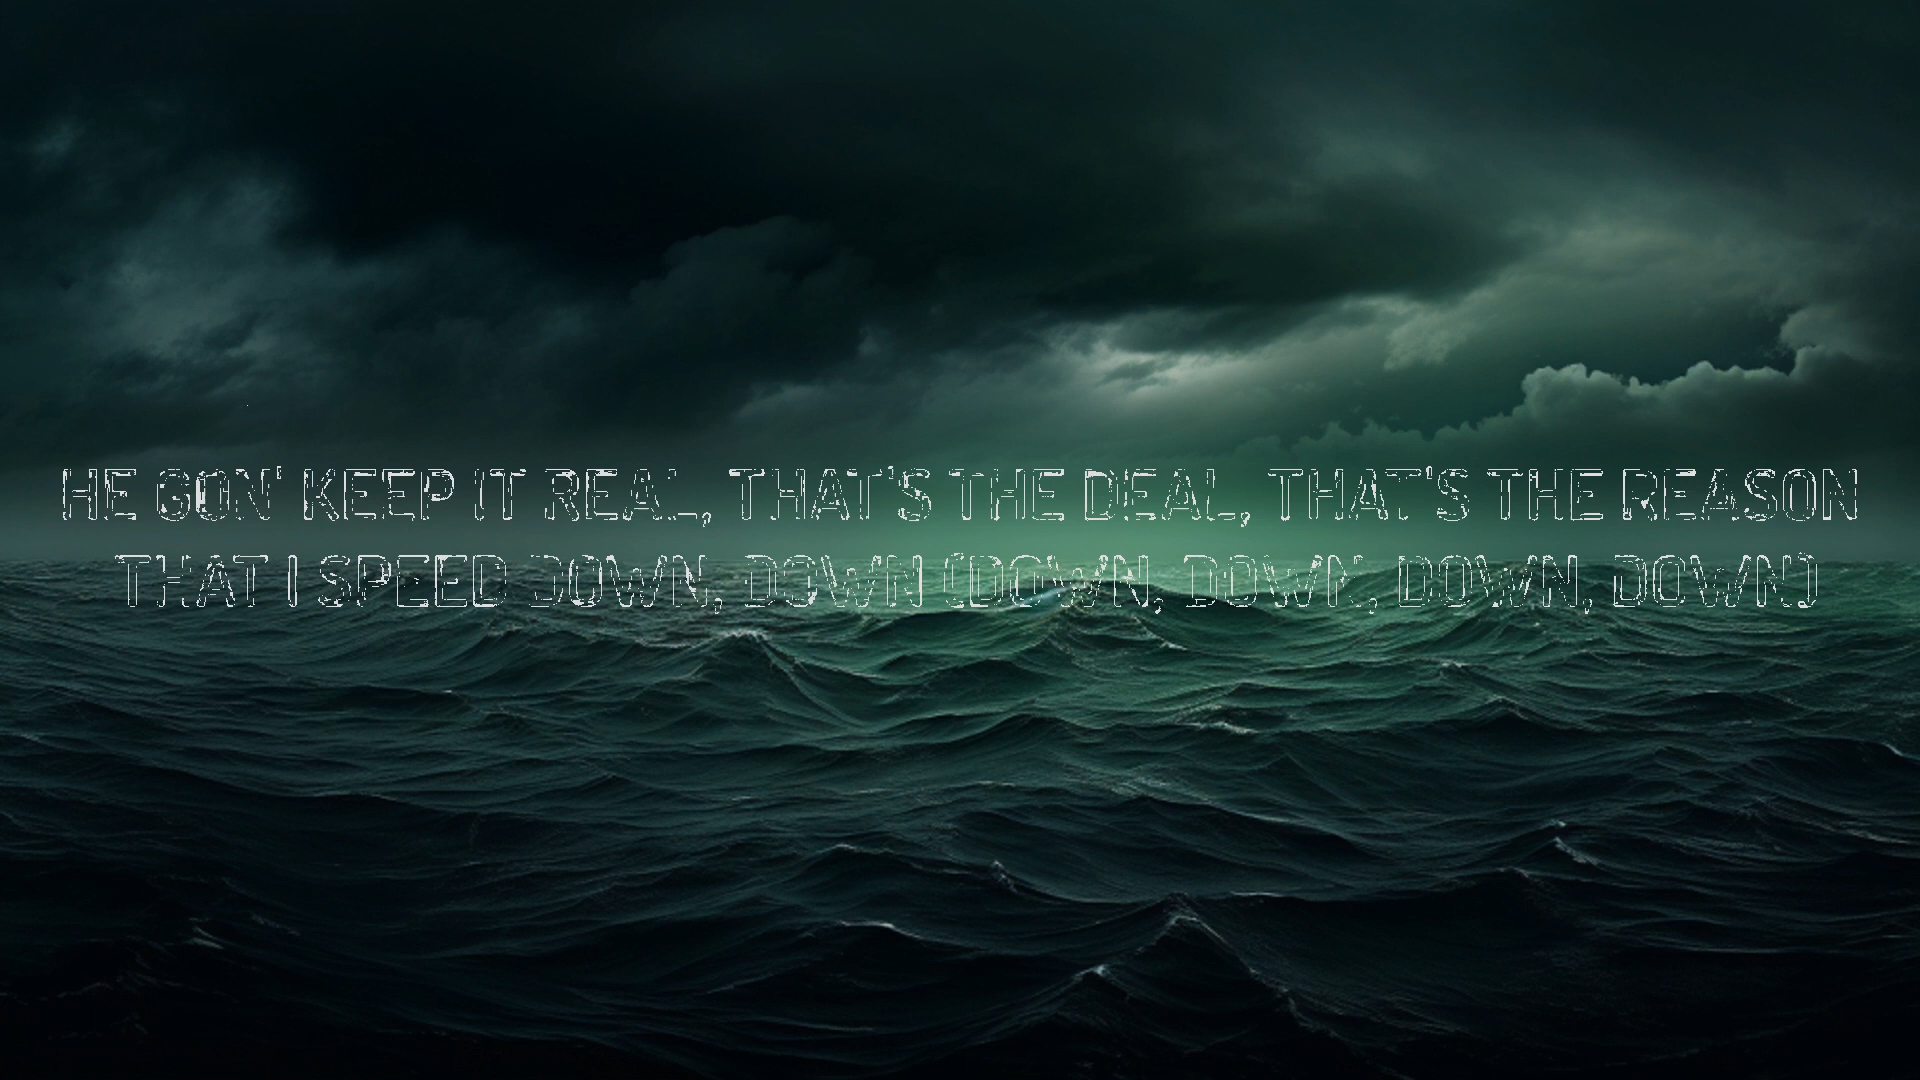 HE GON' KEEP IT REAL, THAT'S THE DEAL, THAT'S THE REASON
THAT I SPEED DOWN, DOWN (DOWN, DOWN, DOWN, DOWN)